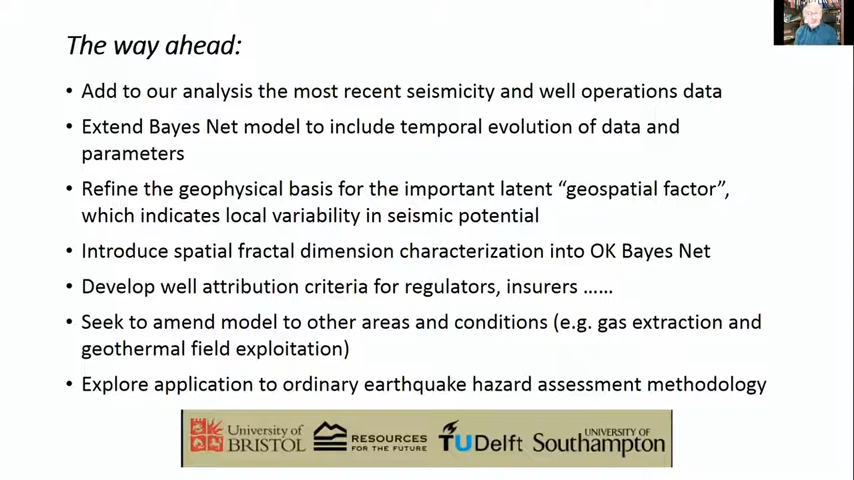 The way ahead:
• Add to our analysis the most recent seismicity and well operations data
• Extend Bayes Net model to include temporal evolution of data and
parameters
• Refine the geophysical basis for the important latent “geospatial factor”,
which indicates local variability in seismic potential
• Introduce spatial fractal dimension characterization into OK Bayes Net
• Develop well attribution criteria for regulators, insurers ……
• Seek to amend model to other areas and conditions (e.g. gas extraction and
geothermal field exploitation)
• Explore application to ordinary earthquake hazard assessment methodology
University of
BRISTOL
RESOURCES
FOR THE FUTURE
TUDelft
UNIVERSITY OF
Southampton